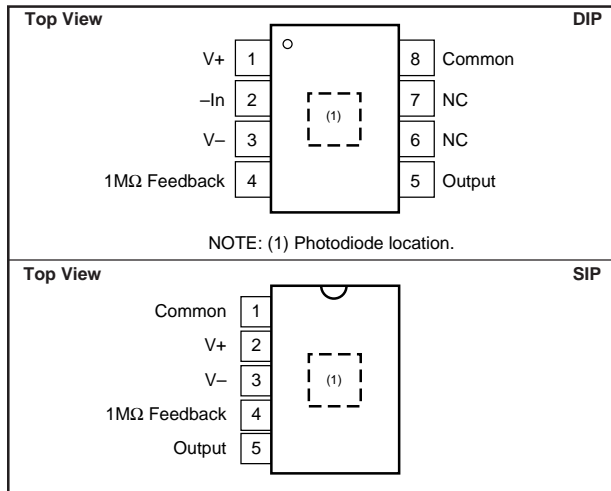 Top View DIP
V+ 1 8 Common
–In 2 (1) 7 NC
V– 3 6 NC
1MΩ Feedback 4 5 Output
NOTE: (1) Photodiode location.
Top View SIP
Common 1
V+ 2
V– 3 (1)
1MΩ Feedback 4
Output 5